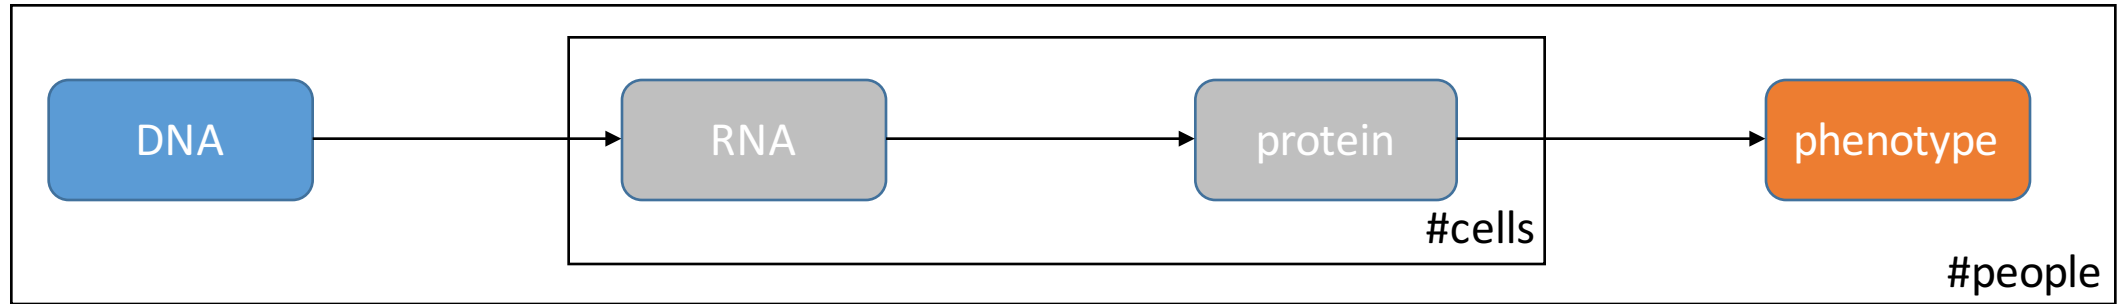 DNA
RNA
protein
phenotype
#cells
#people